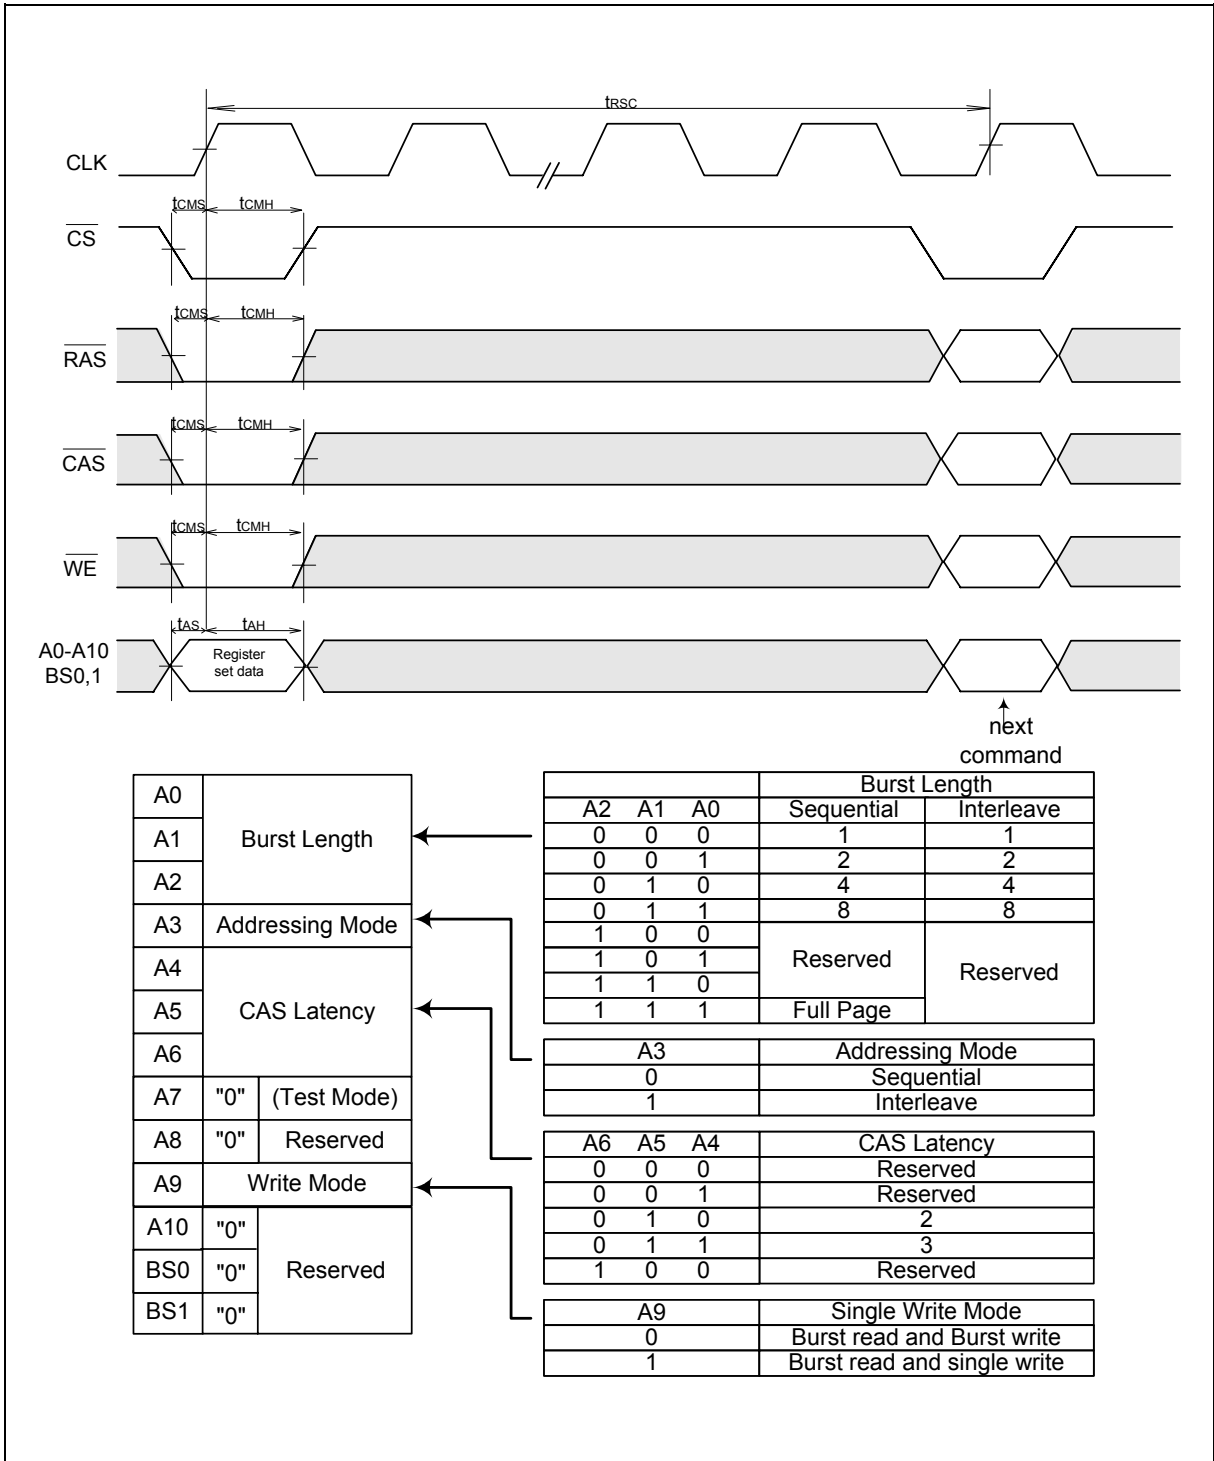 tRSC
CLK
tCMS tCMH
CS
tCMS tCMH
RAS
tCMS tCMH
CAS
tCMS tCMH
WE
tAS tAH
A0-A10
BS0,1
Register
set data
next
command
A0
A1 Burst Length
A2
A3 Addressing Mode
A4
A5 CAS Latency
A6
A7 "0" (Test Mode)
A8 "0" Reserved
A9 Write Mode
A10 "0"
BS0 "0" Reserved
BS1 "0"
Burst Length
A2 A1 A0 Sequential Interleave
0 0 0 1 1
0 0 1 2 2
0 1 0 4 4
0 1 1 8 8
1 0 0
1 0 1 Reserved Reserved
1 1 0
1 1 1 Full Page
A3 Addressing Mode
0 Sequential
1 Interleave
A6 A5 A4 CAS Latency
0 0 0 Reserved
0 0 1 Reserved
0 1 0 2
0 1 1 3
1 0 0 Reserved
A9 Single Write Mode
0 Burst read and Burst write
1 Burst read and single write